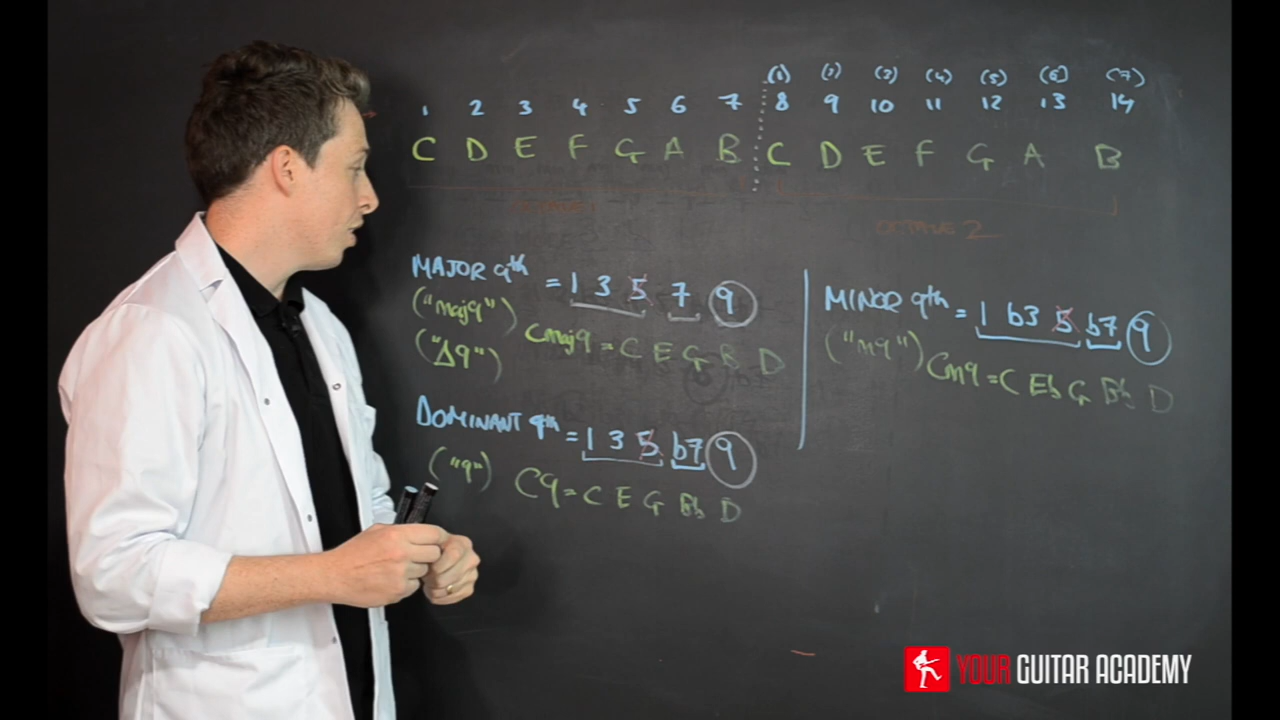 (1) (2) (3) (4) (5) (6) (7)
1 2 3 4 5 6 7 8 9 10 11 12 13 14
C D E F G A B C D E F G A B
OCTAVE 2
MAJOR 9th = 1 3 5 7 9
("maj9")
Cmaj9 = C E G B D
("Δ9")
DOMINANT 9th = 1 3 5 b7 9
("9") C9 = C E G Bb D
MINOR 9th = 1 b3 5 b7 9
("m9") Cm9 = C Eb G Bb D
YOUR GUITAR ACADEMY